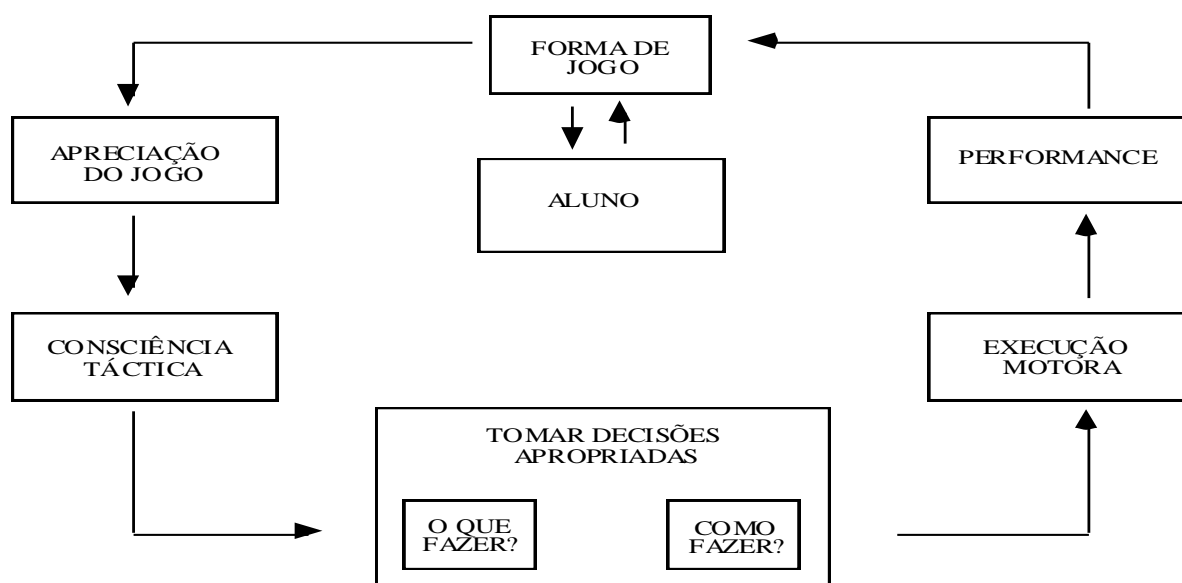 FORMA DE
JOGO
APRECIAÇÃO
DO JOGO
ALUNO
PERFORMANCE
CONSCIÊNCIA
TÁCTICA
EXECUÇÃO
MOTORA
TOMAR DECISÕES
APROPRIADAS
O QUE
FAZER?
COMO
FAZER?